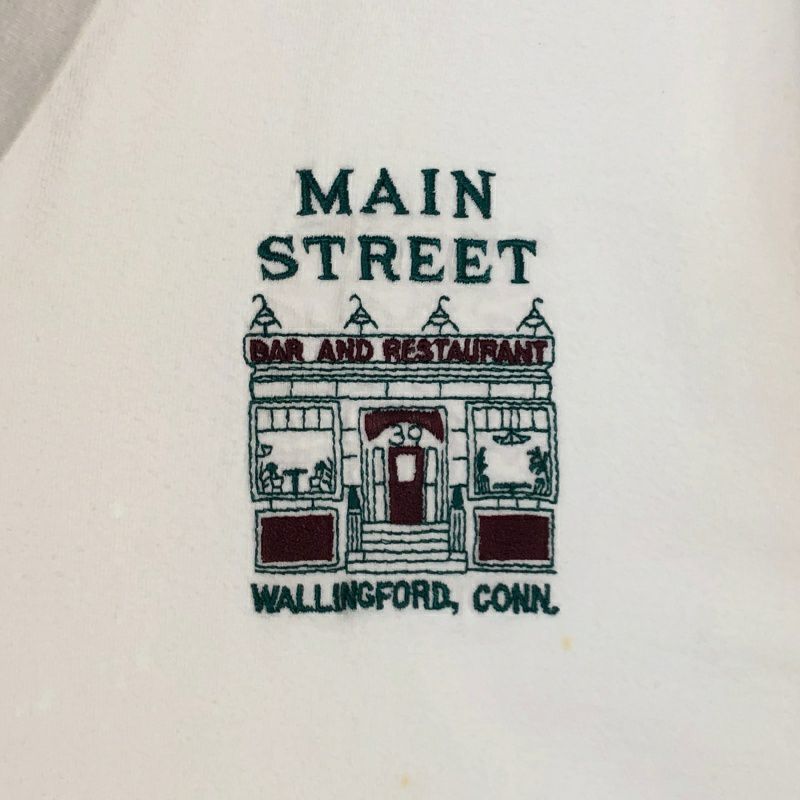 MAIN
STREET
BAR AND RESTAURANT
39
WALLINGFORD, CONN.